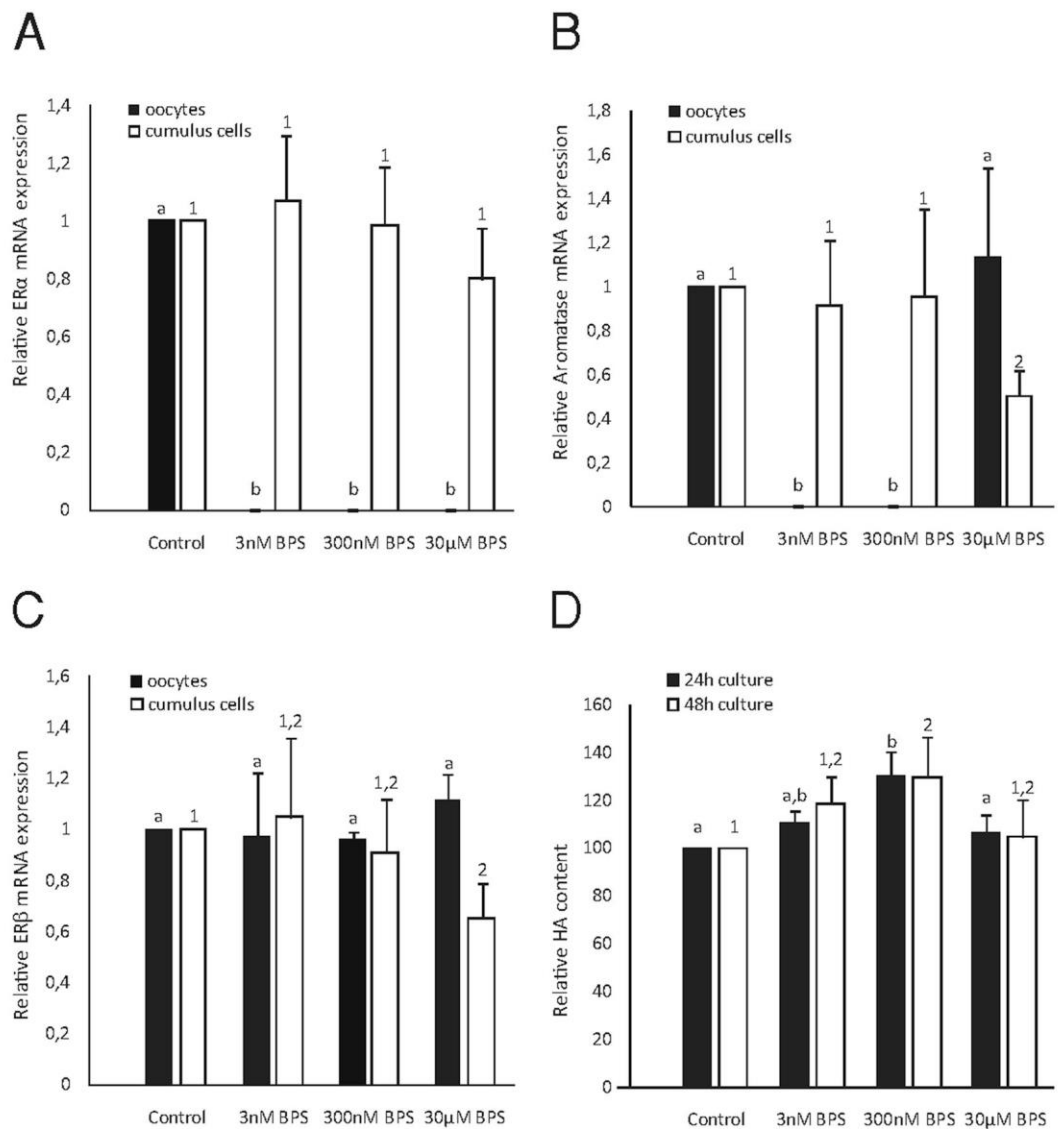 A
Relative ERα mRNA expression
oocytes
cumulus cells
1,4
1,2
1
0,8
0,6
0,4
0,2
0
a 1
b 1
b 1
b 1
Control 3nM BPS 300nM BPS 30µM BPS
B
Relative Aromatase mRNA expression
oocytes
cumulus cells
1,8
1,6
1,4
1,2
1
0,8
0,6
0,4
0,2
0
a 1
b 1
b 1
a 2
Control 3nM BPS 300nM BPS 30µM BPS
C
Relative ERβ mRNA expression
oocytes
cumulus cells
1,6
1,4
1,2
1
0,8
0,6
0,4
0,2
0
a 1
a 1,2
a 1,2
a 2
Control 3nM BPS 300nM BPS 30µM BPS
D
Relative HA content
24h culture
48h culture
160
140
120
100
80
60
40
20
0
a 1
a,b 1,2
b 2
a 1,2
Control 3nM BPS 300nM BPS 30µM BPS